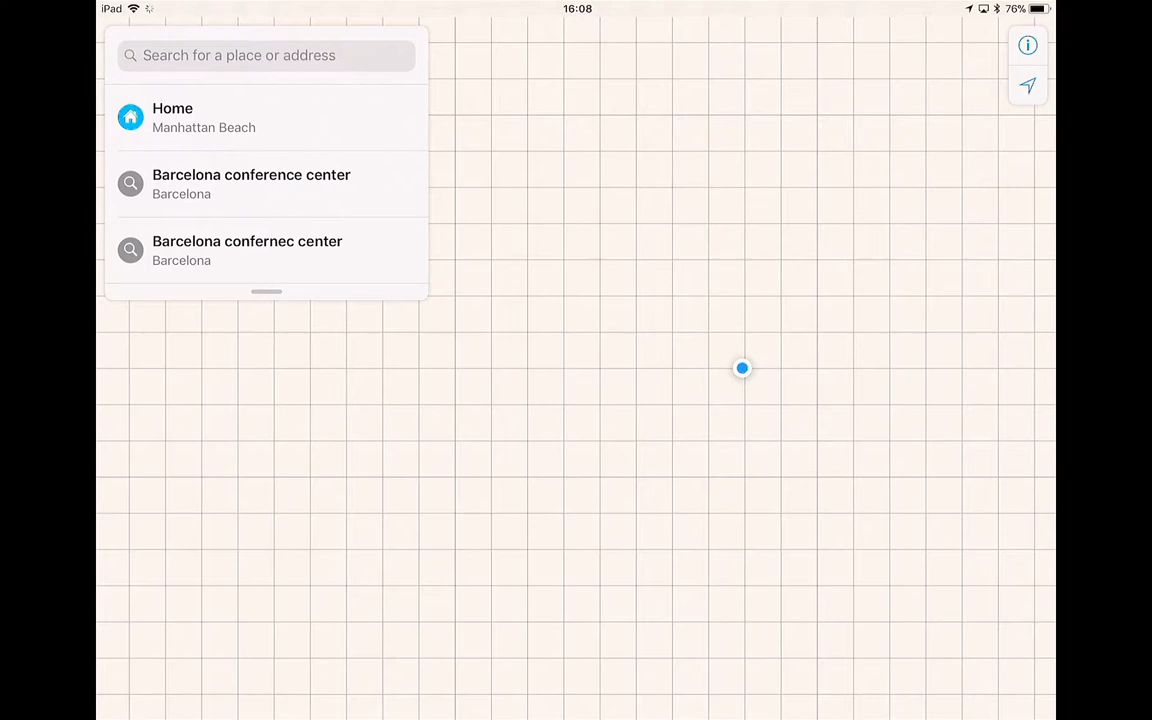 iPad 16:08 76%
Search for a place or address
Home
Manhattan Beach
Barcelona conference center
Barcelona
Barcelona confernec center
Barcelona